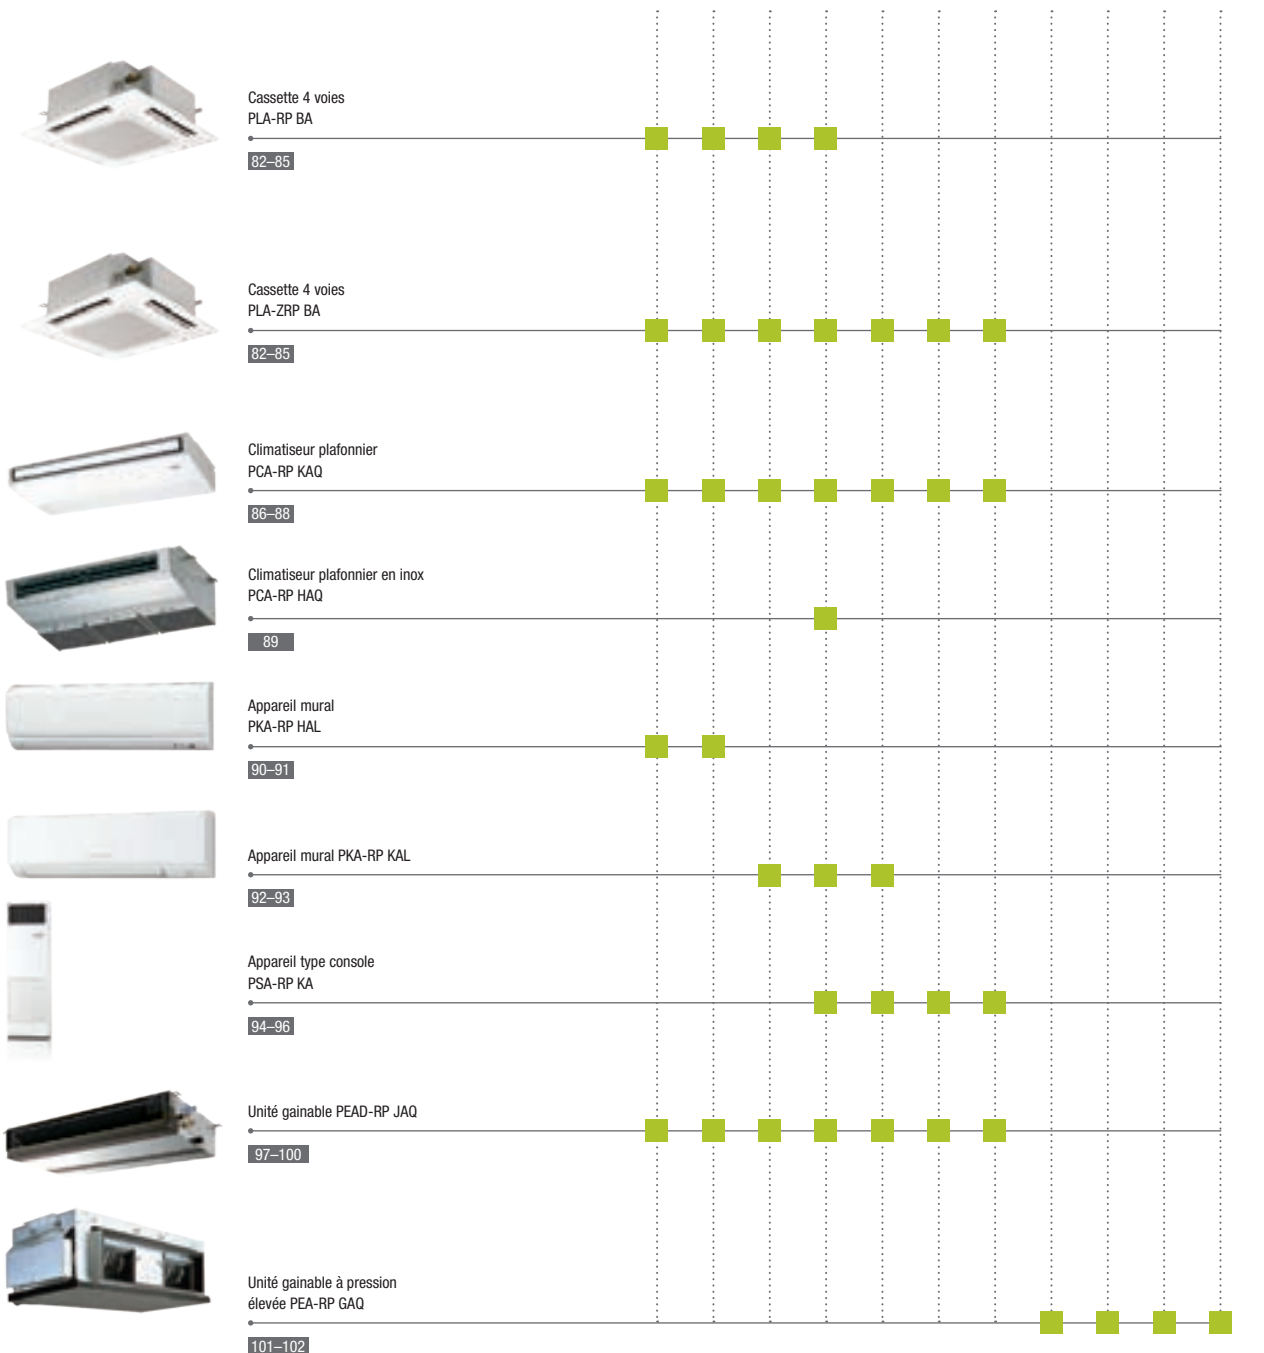 Cassette 4 voies
PLA-RP BA
82–85
Cassette 4 voies
PLA-ZRP BA
82–85
Climatiseur plafonnier
PCA-RP KAQ
86–88
Climatiseur plafonnier en inox
PCA-RP HAQ
89
Appareil mural
PKA-RP HAL
90–91
Appareil mural PKA-RP KAL
92–93
Appareil type console
PSA-RP KA
94–96
Unité gainable PEAD-RP JAQ
97–100
Unité gainable à pression
élevée PEA-RP GAQ
101–102